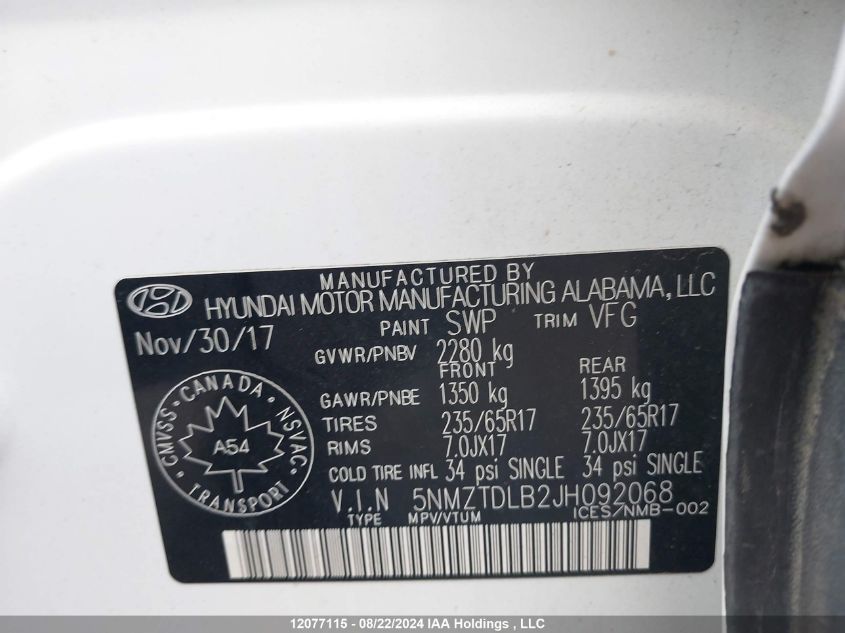 MANUFACTURED BY
HYUNDAI MOTOR MANUFACTURING ALABAMA, LLC
Nov/30/17 PAINT SWP TRIM VFG
GVWR/PNBV 2280 kg
FRONT REAR
GAWR/PNBE 1350 kg 1395 kg
TIRES 235/65R17 235/65R17
RIMS 7.0JX17 7.0JX17
COLD TIRE INFL 34 psi SINGLE 34 psi SINGLE
V.I.N 5NMZTDLB2JH092068
TYPE MPV/VTUM ICES/NMB-002
CANADA
CMVSS NSVAC
A54
TRANSPORT
12077115 - 08/22/2024 IAA Holdings , LLC